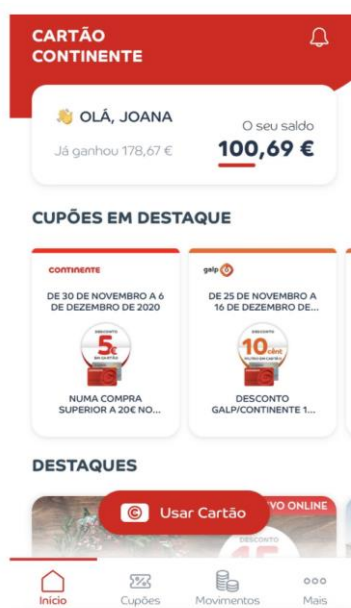 CARTÃO
CONTINENTE
👋 OLÁ, JOANA
O seu saldo
Já ganhou 178,67 €
100,69 €
CUPÕES EM DESTAQUE
CONTINENTE
DE 30 DE NOVEMBRO A 6
DE DEZEMBRO DE 2020
DESCONTO
5€
EM CARTÃO
NUMA COMPRA
SUPERIOR A 20€ NO...
galp
DE 25 DE NOVEMBRO A
16 DE DEZEMBRO DE...
DESCONTO
10 cênt
DESCONTO
GALP/CONTINENTE 1...
DESTAQUES
VO ONLINE
DESCONTO
Usar Cartão
Início
Cupões
Movimentos
Mais